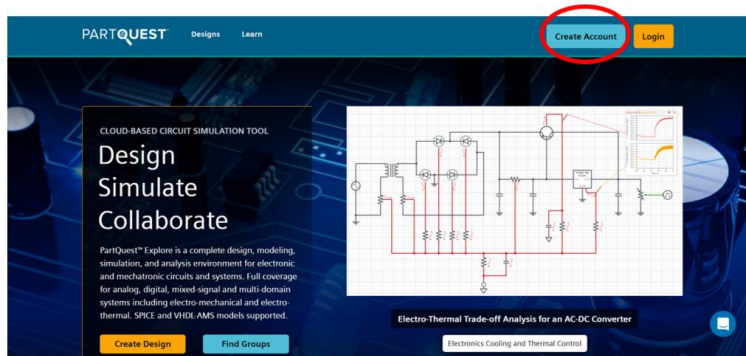 PARTQUEST Designs Learn Create Account Login
CLOUD-BASED CIRCUIT SIMULATION TOOL
Design
Simulate
Collaborate
PartQuest™ Explore is a complete design, modeling,
simulation, and analysis environment for electronic
and mechatronic circuits and systems. Full coverage
for analog, digital, mixed-signal and multi-domain
systems including electro-mechanical and electro-
thermal. SPICE and VHDL-AMS models supported.
Create Design Find Groups
Electro-Thermal Trade-off Analysis for an AC-DC Converter
Electronics Cooling and Thermal Control